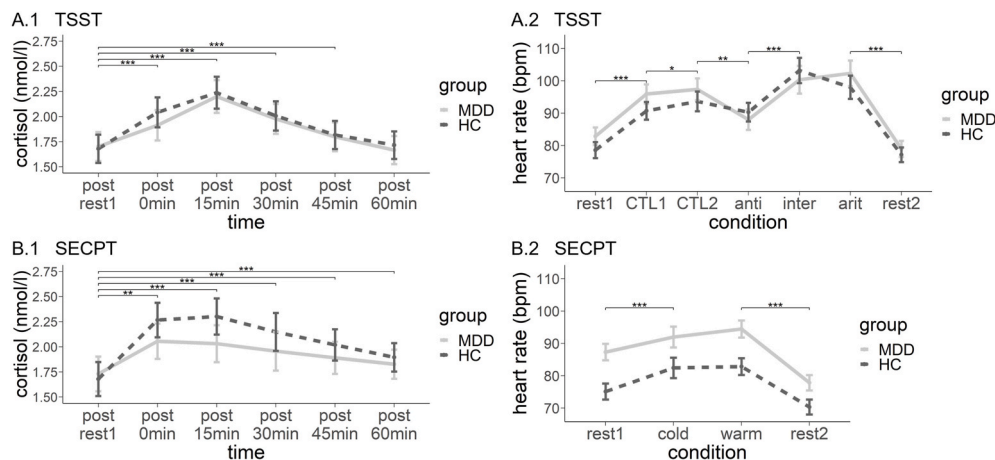 A.1 TSST
cortisol (nmol/l)
2.75
2.50
2.25
2.00
1.75
1.50
***
***
***
***
post rest1
post 0min
post 15min
post 30min
post 45min
post 60min
time
group
MDD
HC
A.2 TSST
heart rate (bpm)
110
100
90
80
70
***
*
**
***
***
rest1 CTL1 CTL2 anti inter arit rest2
condition
group
MDD
HC
B.1 SECPT
cortisol (nmol/l)
2.75
2.50
2.25
2.00
1.75
1.50
***
***
***
***
**
post rest1
post 0min
post 15min
post 30min
post 45min
post 60min
time
group
MDD
HC
B.2 SECPT
heart rate (bpm)
110
100
90
80
70
***
***
rest1 cold warm rest2
condition
group
MDD
HC